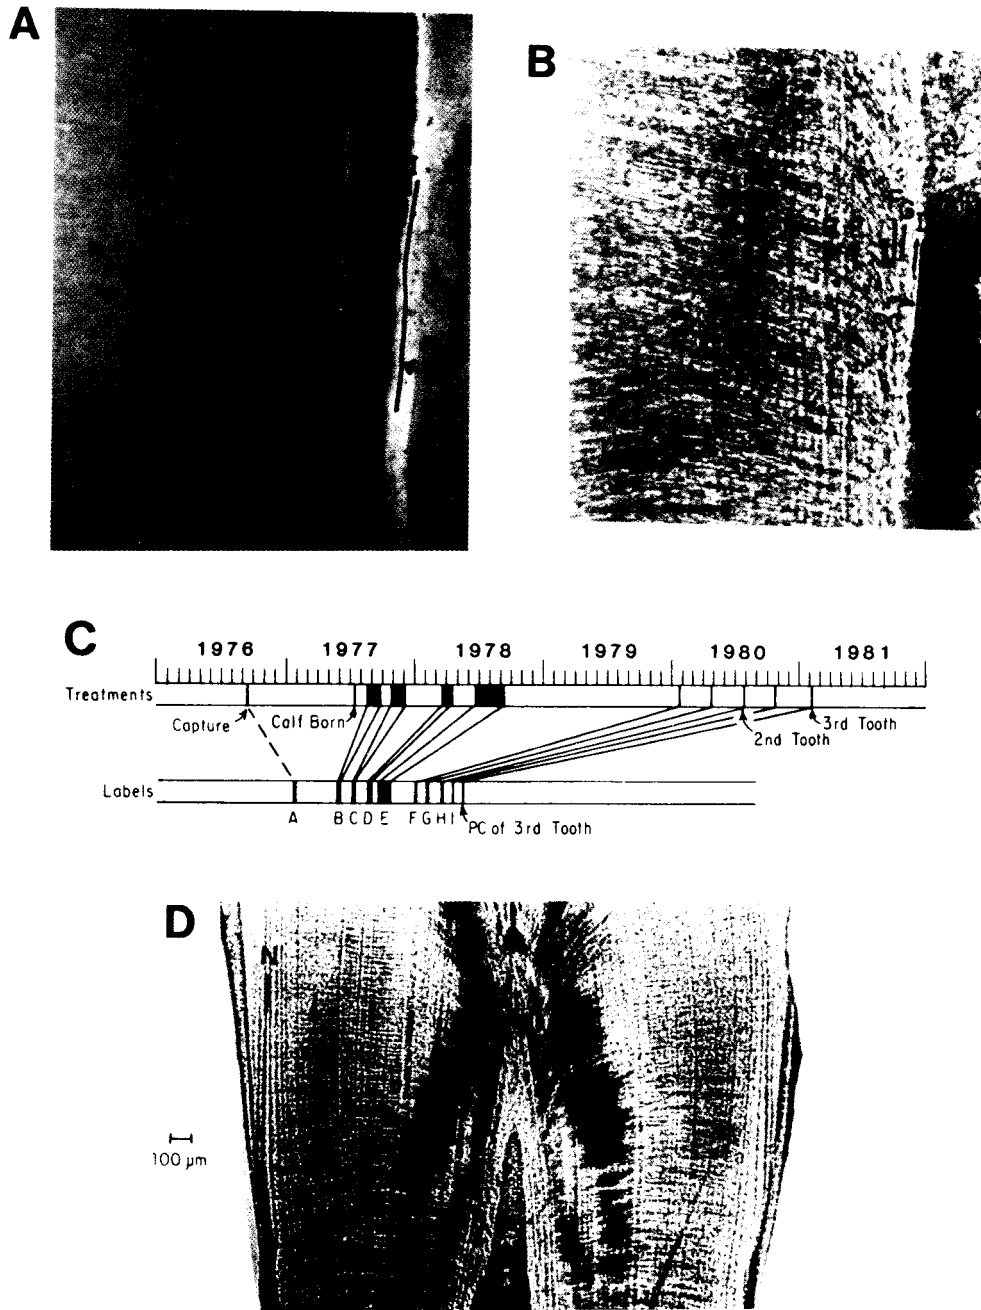 A
B
C
1976 1977 1978 1979 1980 1981
Treatments
Capture
Calf Born
2nd Tooth
3rd Tooth
Labels
A B C D E F G H I
PC of 3rd Tooth
D
N
100 µm